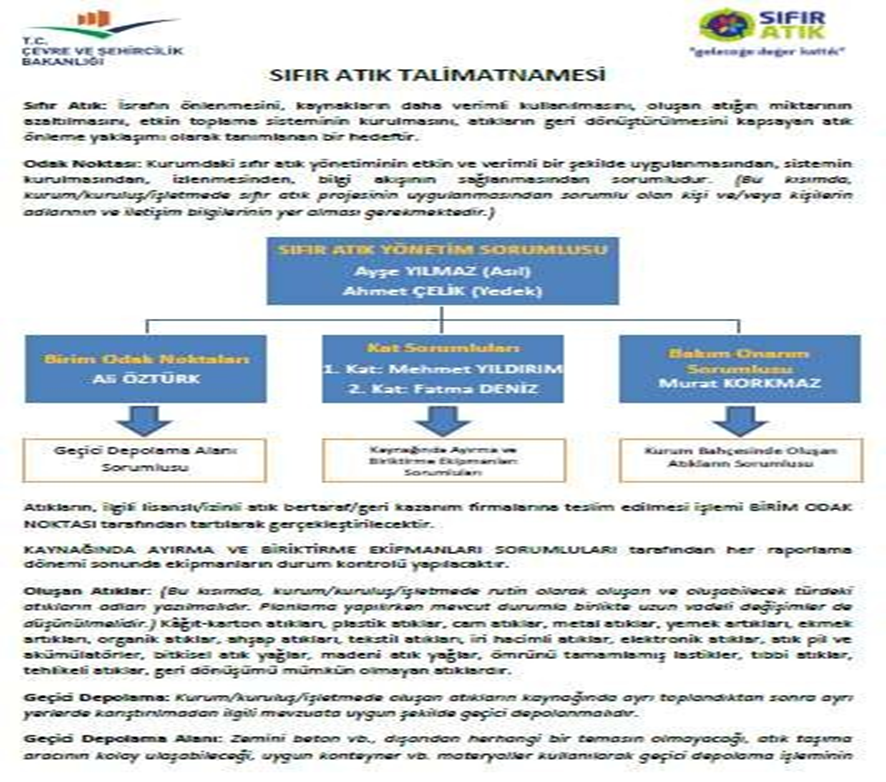 T.C.
ÇEVRE VE ŞEHİRCİLİK
BAKANLIĞI
SIFIR
ATIK
"geleceğe değer kattık"
SIFIR ATIK TALİMATNAMESİ
Sıfır Atık: İsrafın önlenmesini, kaynakların daha verimli kullanılmasını, oluşan atığın miktarının
azaltılmasını, etkin toplama sisteminin kurulmasını, atıkların geri dönüştürülmesini kapsayan atık
önleme yaklaşımı olarak tanımlanan bir hedeftir.
Odak Noktası: Kurumdaki sıfır atık yönetiminin etkin ve verimli bir şekilde uygulanmasından, sistemin
kurulmasından, izlenmesinden, bilgi akışının sağlanmasından sorumludur. (Bu kısımda,
kurum/kuruluş/işletmede sıfır atık projesinin uygulanmasından sorumlu olan kişi ve/veya kişilerin
adlarının ve iletişim bilgilerinin yer alması gerekmektedir.)
SIFIR ATIK YÖNETİM SORUMLUSU
Ayşe YILMAZ (Asıl)
Ahmet ÇELİK (Yedek)
Birim Odak Noktaları
Ali ÖZTÜRK
Kat Sorumluları
1. Kat: Mehmet YILDIRIM
2. Kat: Fatma DENİZ
Bakım Onarım
Sorumlusu
Murat KORKMAZ
Geçici Depolama Alanı
Sorumlusu
Kaynağında Ayırma ve
Biriktirme Ekipmanları
Sorumluları
Kurum Bahçesinde Oluşan
Atıkların Sorumlusu
Atıkların, ilgili lisanslı/izinli atık bertaraf/geri kazanım firmalarına teslim edilmesi işlemi BİRİM ODAK
NOKTASI tarafından tartılarak gerçekleştirilecektir.
KAYNAĞINDA AYIRMA VE BİRİKTİRME EKİPMANLARI SORUMLULARI tarafından her raporlama
dönemi sonunda ekipmanların durum kontrolü yapılacaktır.
Oluşan Atıklar: (Bu kısımda, kurum/kuruluş/işletmede rutin olarak oluşan ve oluşabilecek türdeki
atıkların adları yazılmalıdır. Planlama yapılırken mevcut durumla birlikte uzun vadeli değişimler de
düşünülmelidir.) Kâğıt-karton atıkları, plastik atıklar, cam atıklar, metal atıklar, yemek artıkları, ekmek
artıkları, organik atıklar, ahşap atıkları, tekstil atıkları, iri hacimli atıklar, elektronik atıklar, atık pil ve
akümülatörler, bitkisel atık yağlar, madeni atık yağlar, ömrünü tamamlamış lastikler, tıbbi atıklar,
tehlikeli atıklar, geri dönüşümü mümkün olmayan atıklardır.
Geçici Depolama: Kurum/kuruluş/işletmede oluşan atıkların kaynağında ayrı toplandıktan sonra ayrı
yerlerde karıştırılmadan ilgili mevzuata uygun şekilde geçici depolanmalıdır.
Geçici Depolama Alanı: Zemini beton vb., dışarıdan herhangi bir temasın olmayacağı, atık taşıma
aracının kolay ulaşabileceği, uygun konteyner vb. materyaller kullanılarak geçici depolama işleminin